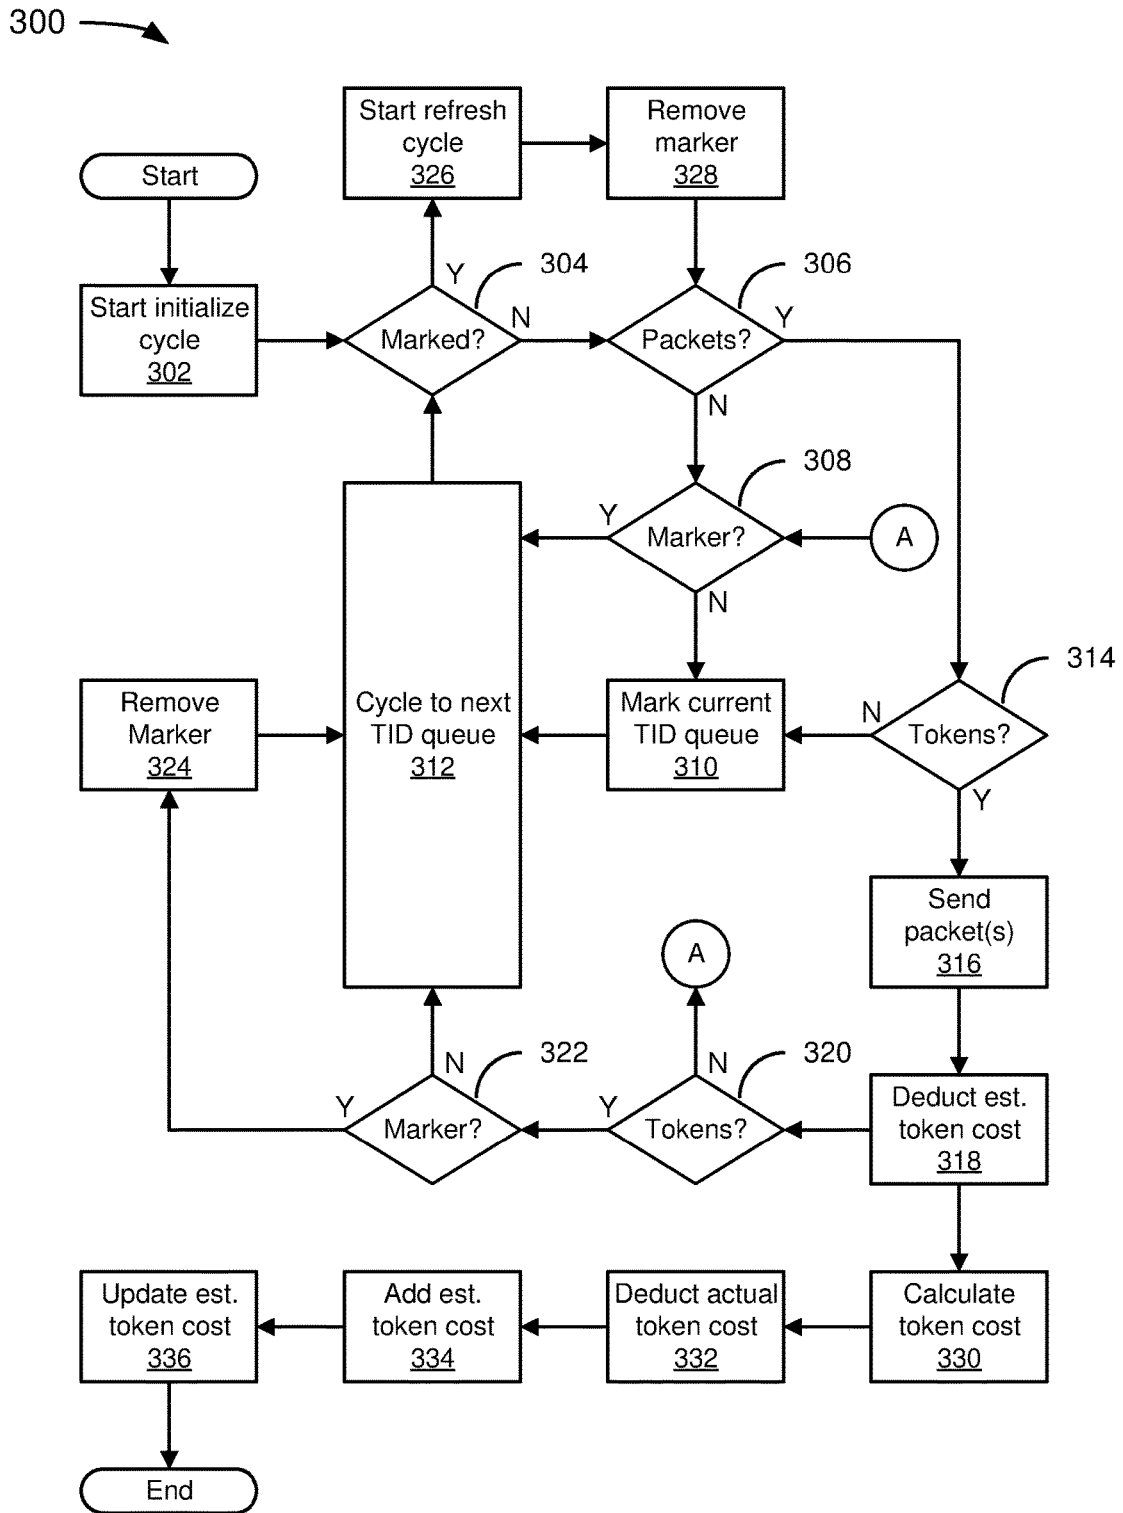 300
Start refresh
cycle
326
Remove
marker
328
Start
Y
304
306
Start initialize
cycle
302
Marked?
N
Packets?
Y
N
308
Y
Marker?
A
N
314
Remove
Marker
324
Cycle to next
TID queue
312
Mark current
TID queue
310
N
Tokens?
Y
Send
packet(s)
316
A
N
322
N
320
Y
Marker?
Y
Tokens?
Deduct est.
token cost
318
Update est.
token cost
336
Add est.
token cost
334
Deduct actual
token cost
332
Calculate
token cost
330
End